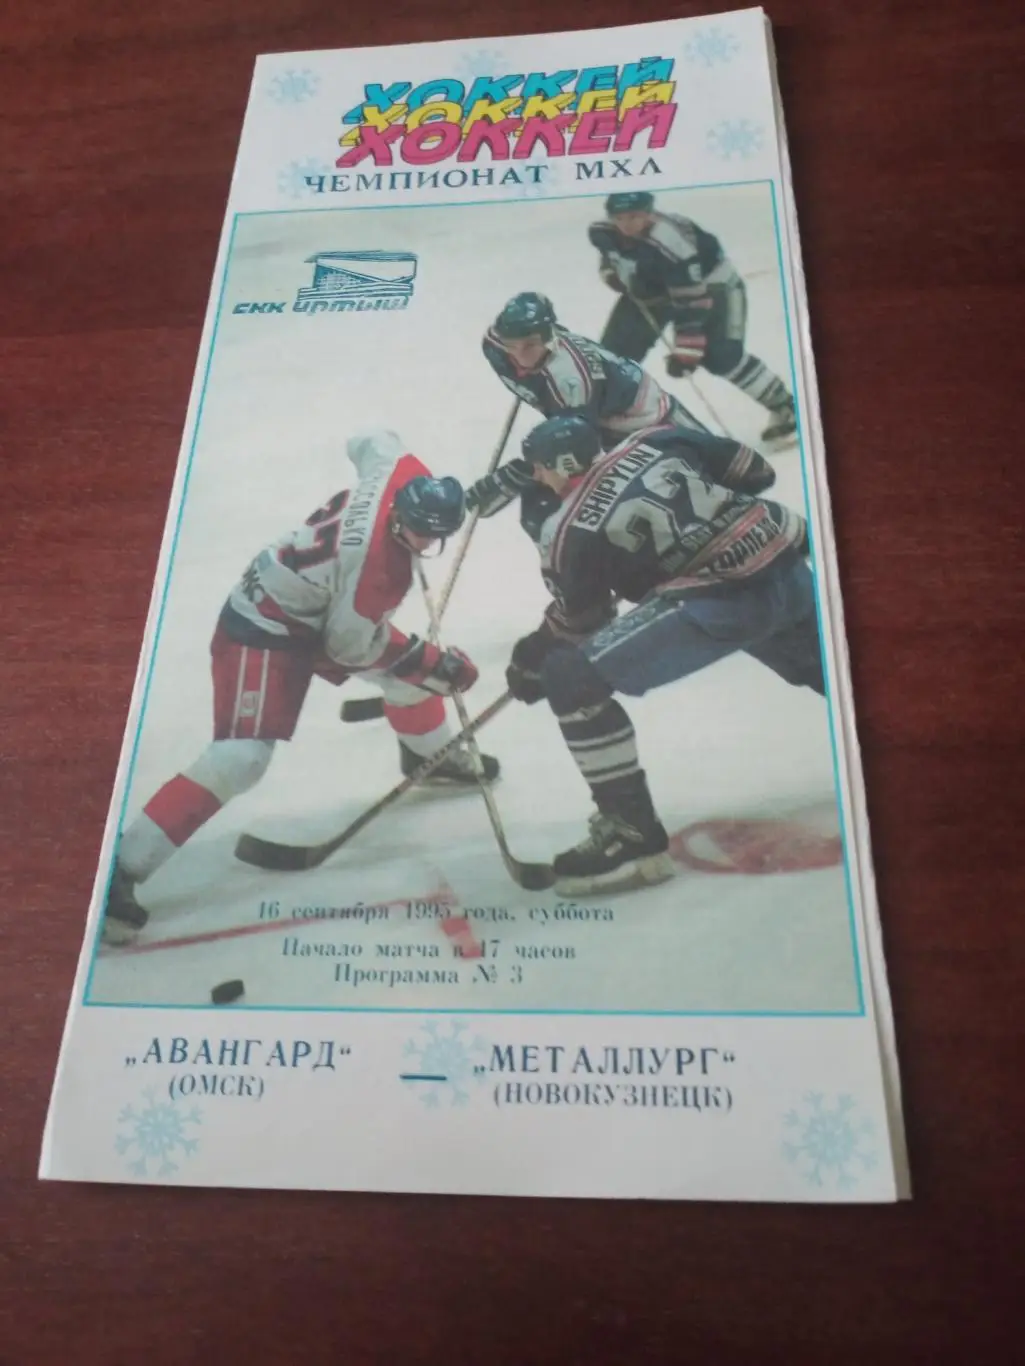 ХОККЕЙ
ХОККЕЙ
ХОККЕЙ
ЧЕМПИОНАТ МХЛ
СКК Иртыш
SHIPYLIN
22
16 сентября 1995 года, суббота
Начало матча в 17 часов
Программа № 3
„АВАНГАРД“ — „МЕТАЛЛУРГ“
(ОМСК) (НОВОКУЗНЕЦК)